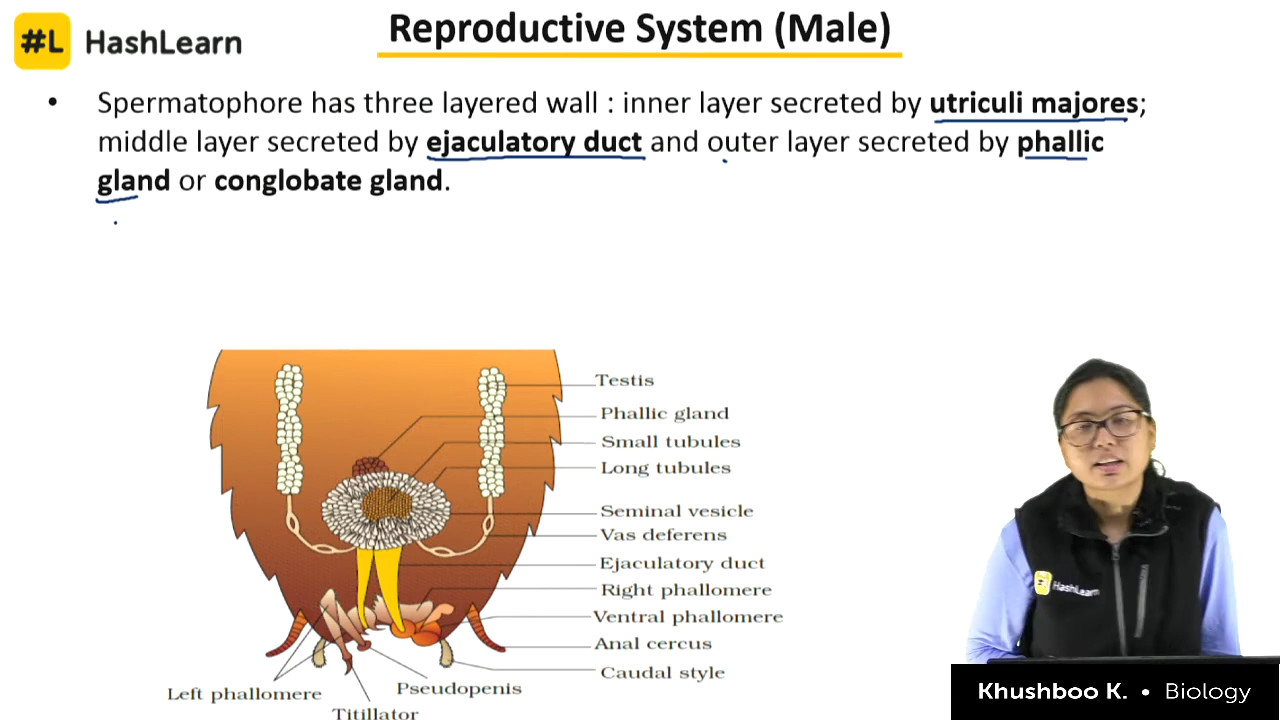 #L HashLearn
Reproductive System (Male)
• Spermatophore has three layered wall : inner layer secreted by utriculi majores;
middle layer secreted by ejaculatory duct and outer layer secreted by phallic
gland or conglobate gland.
Testis
Phallic gland
Small tubules
Long tubules
Seminal vesicle
Vas deferens
Ejaculatory duct
Right phallomere
Ventral phallomere
Anal cercus
Caudal style
Left phallomere
Pseudopenis
Titillator
HashLearn
Khushboo K. • Biology